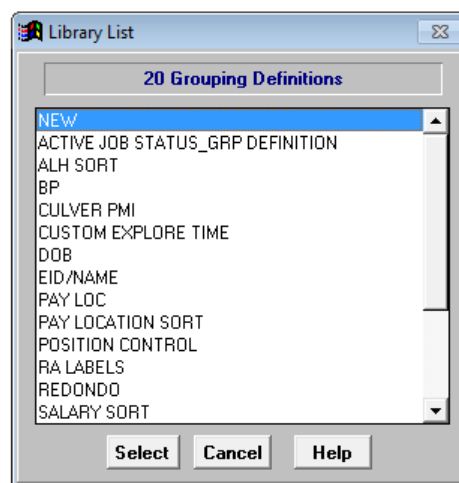 Library List
20 Grouping Definitions
NEW
ACTIVE JOB STATUS_GRP DEFINITION
ALH SORT
BP
CULVER PMI
CUSTOM EXPLORE TIME
DOB
EID/NAME
PAY LOC
PAY LOCATION SORT
POSITION CONTROL
RA LABELS
REDONDO
SALARY SORT
Select Cancel Help